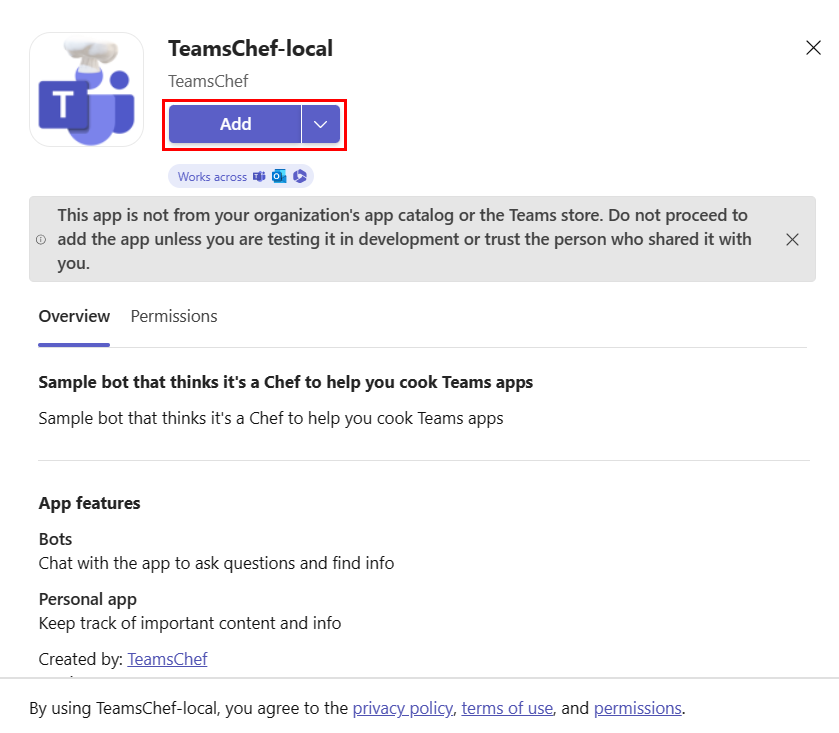 TeamsChef-local
TeamsChef
T
Add
Works across
This app is not from your organization's app catalog or the Teams store. Do not proceed to
add the app unless you are testing it in development or trust the person who shared it with
you.
Overview Permissions
Sample bot that thinks it's a Chef to help you cook Teams apps
Sample bot that thinks it's a Chef to help you cook Teams apps
App features
Bots
Chat with the app to ask questions and find info
Personal app
Keep track of important content and info
Created by: TeamsChef
By using TeamsChef-local, you agree to the privacy policy, terms of use, and permissions.